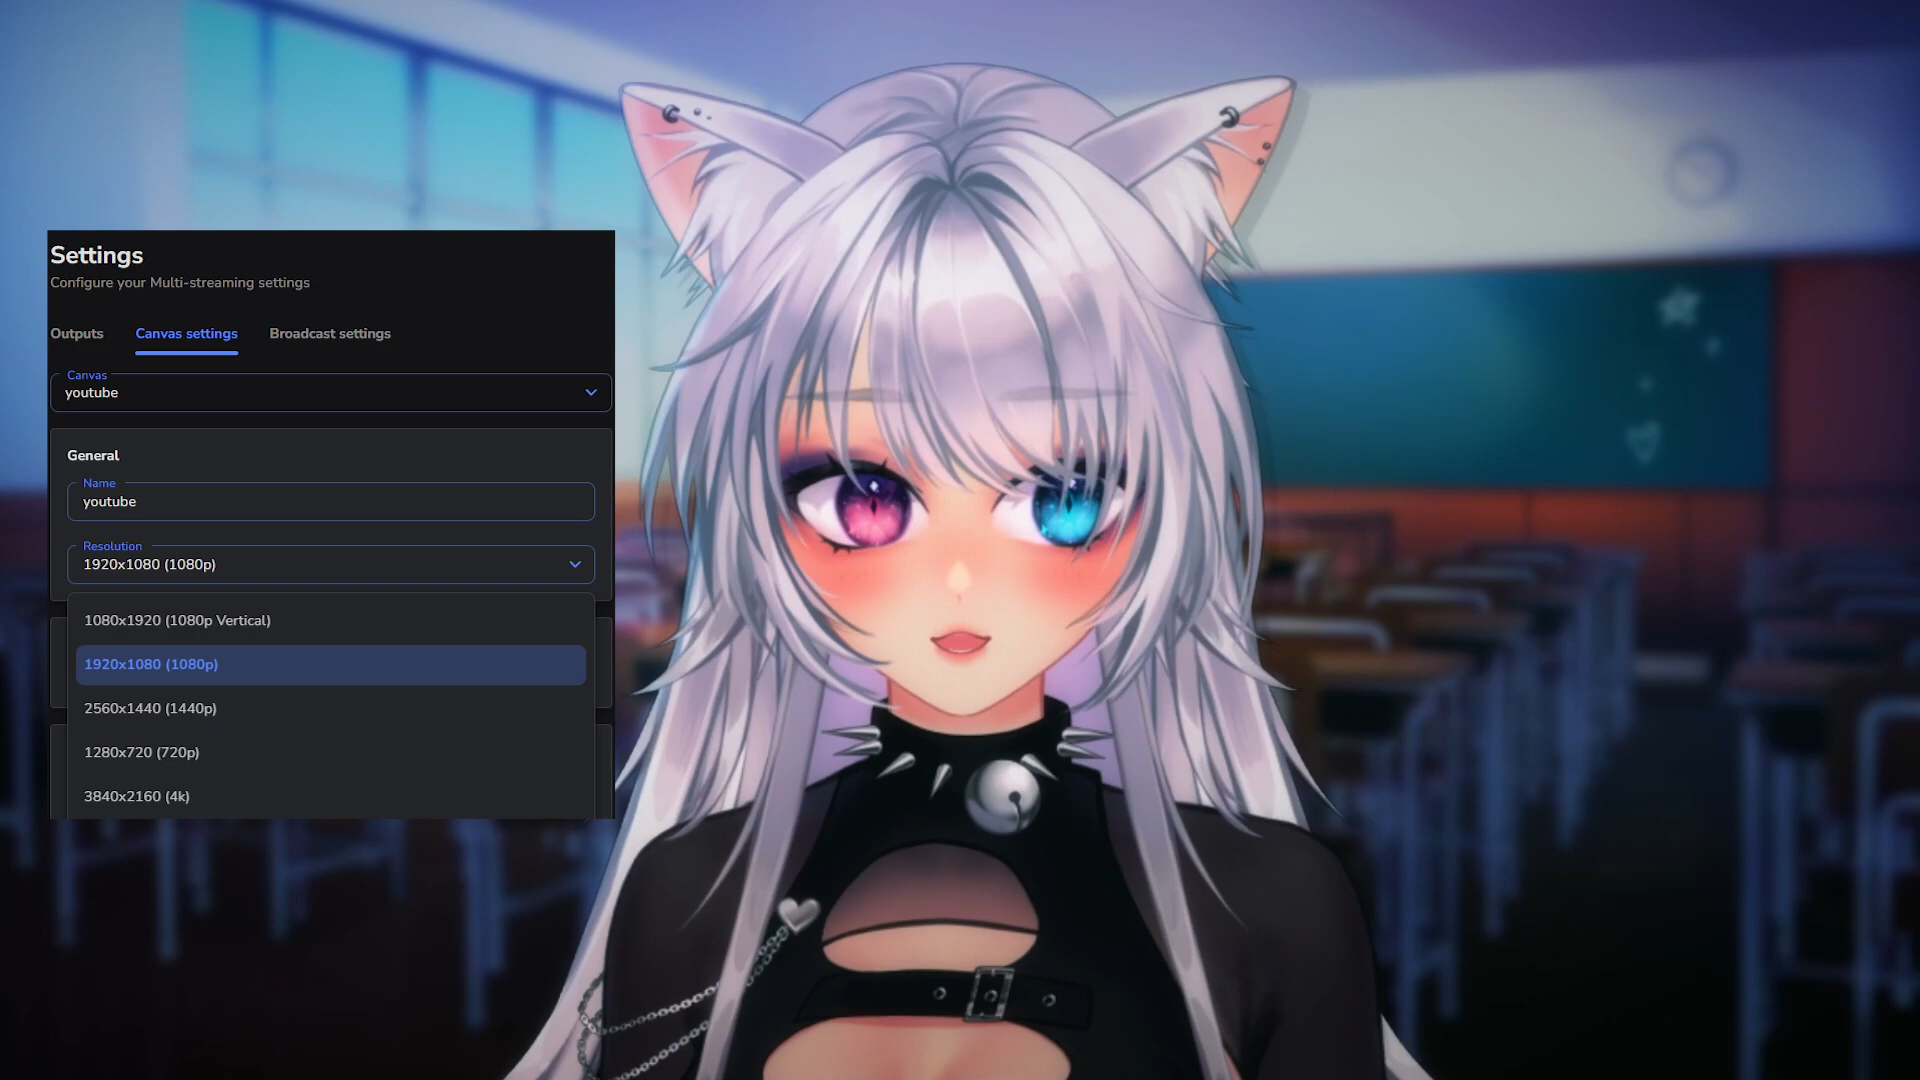 Settings
Configure your Multi-streaming settings
Outputs Canvas settings Broadcast settings
Canvas
youtube
General
Name
youtube
Resolution
1920x1080 (1080p)
1080x1920 (1080p Vertical)
1920x1080 (1080p)
2560x1440 (1440p)
1280x720 (720p)
3840x2160 (4k)